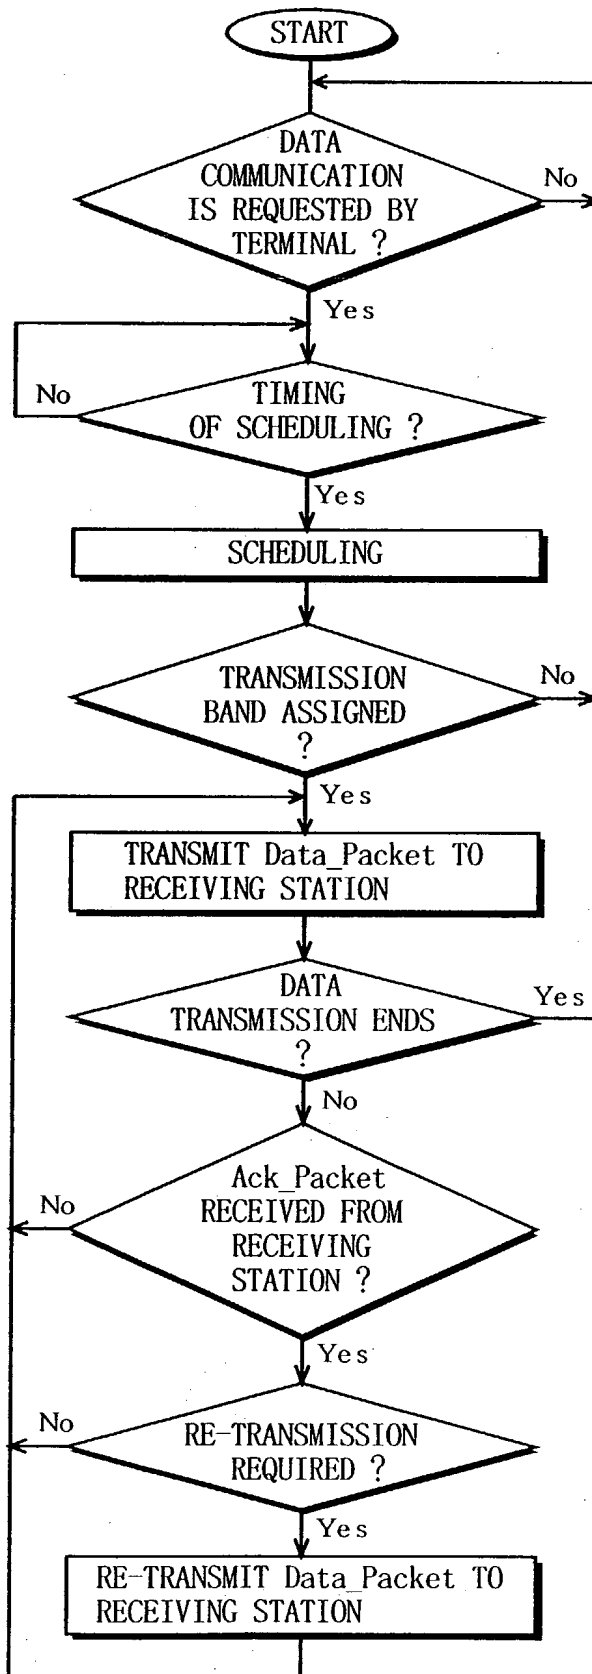 START
DATA
COMMUNICATION
IS REQUESTED BY
TERMINAL ?
No
Yes
TIMING
OF SCHEDULING ?
No
Yes
SCHEDULING
TRANSMISSION
BAND ASSIGNED
?
No
Yes
TRANSMIT Data_Packet TO
RECEIVING STATION
DATA
TRANSMISSION ENDS
?
Yes
No
Ack_Packet
RECEIVED FROM
RECEIVING
STATION ?
No
Yes
RE-TRANSMISSION
REQUIRED ?
No
Yes
RE-TRANSMIT Data_Packet TO
RECEIVING STATION